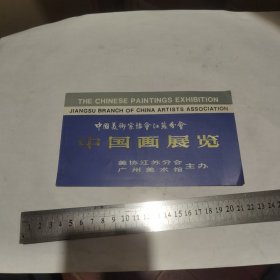 THE CHINESE PAINTINGS EXHIBITION
JIANGSU BRANCH OF CHINA ARTISTS ASSOCIATION
中国美术家协会江苏分会
中国画展览
美协江苏分会
广州美术馆
主办